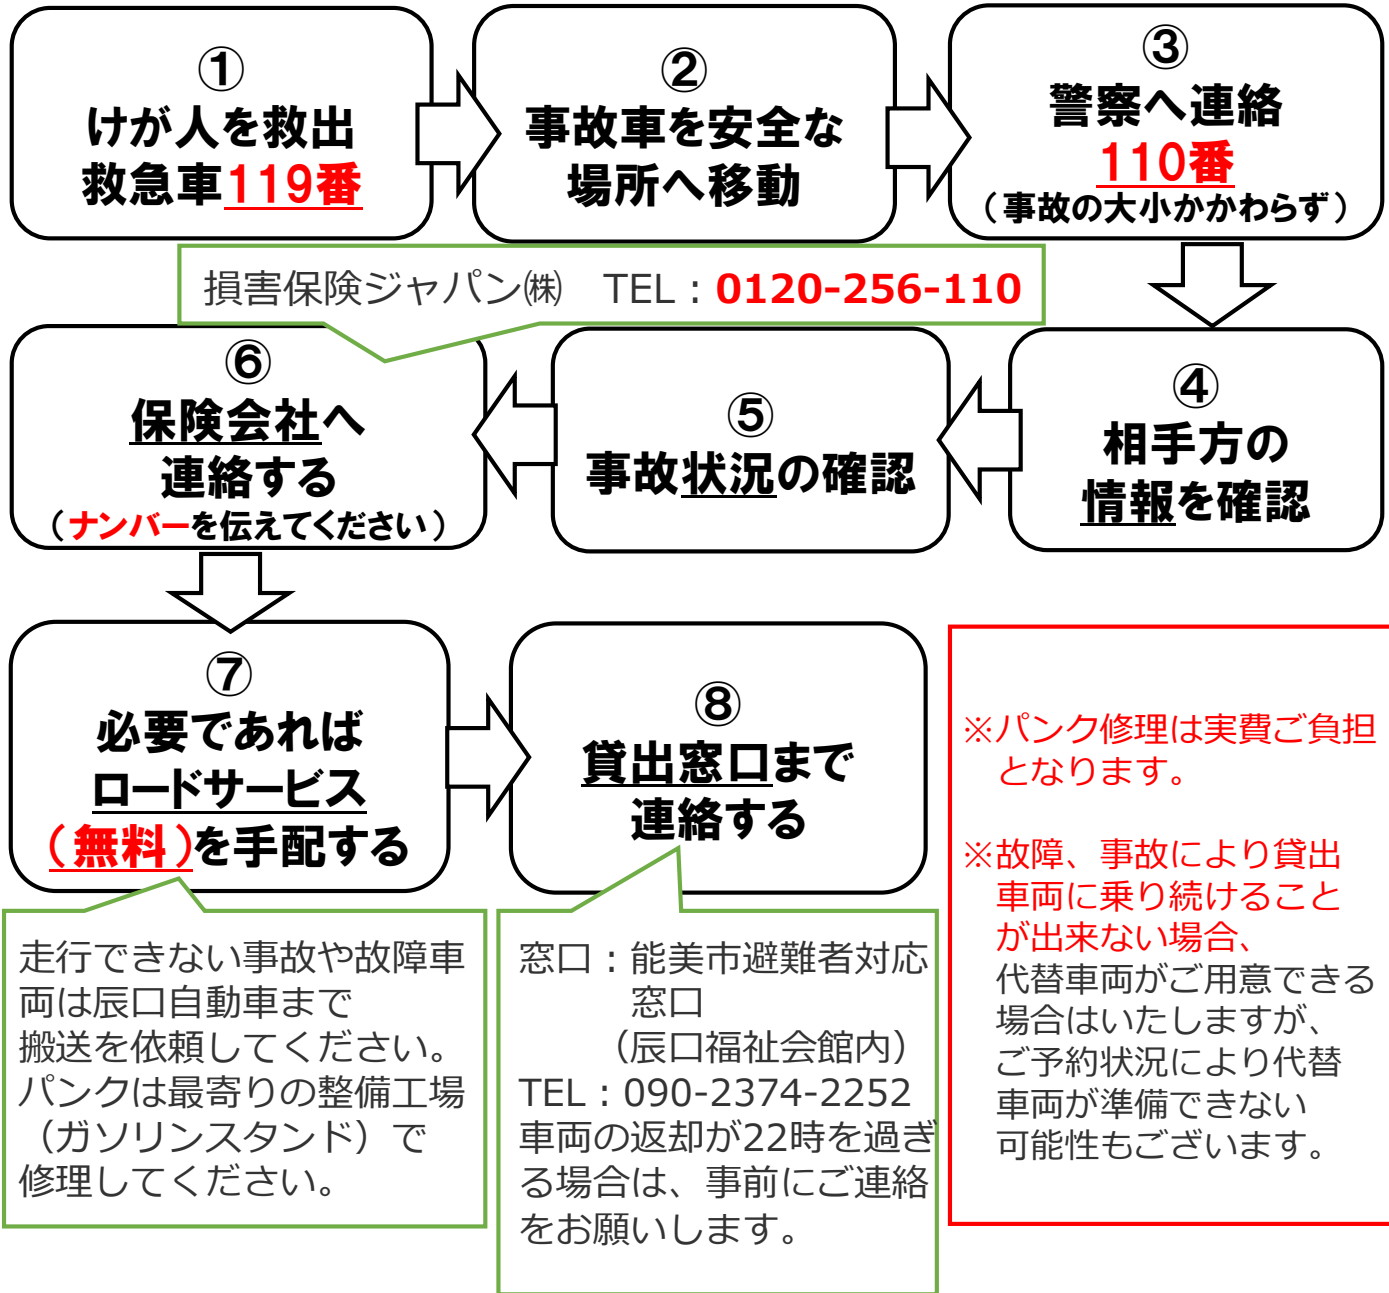 ①
けが人を救出
救急車119番
②
事故車を安全な
場所へ移動
③
警察へ連絡
110番
(事故の大小かかわらず)
④
相手方の
情報を確認
⑤
事故状況の確認
損害保険ジャパン㈱　TEL：0120-256-110
⑥
保険会社へ
連絡する
(ナンバーを伝えてください)
⑦
必要であれば
ロードサービス
(無料)を手配する
走行できない事故や故障車
両は辰口自動車まで
搬送を依頼してください。
パンクは最寄りの整備工場
（ガソリンスタンド）で
修理してください。
⑧
貸出窓口まで
連絡する
窓口：能美市避難者対応
窓口
（辰口福祉会館内）
TEL：090-2374-2252
車両の返却が22時を過ぎ
る場合は、事前にご連絡
をお願いします。
※パンク修理は実費ご負担
となります。
※故障、事故により貸出
車両に乗り続けること
が出来ない場合、
代替車両がご用意できる
場合はいたしますが、
ご予約状況により代替
車両が準備できない
可能性もございます。